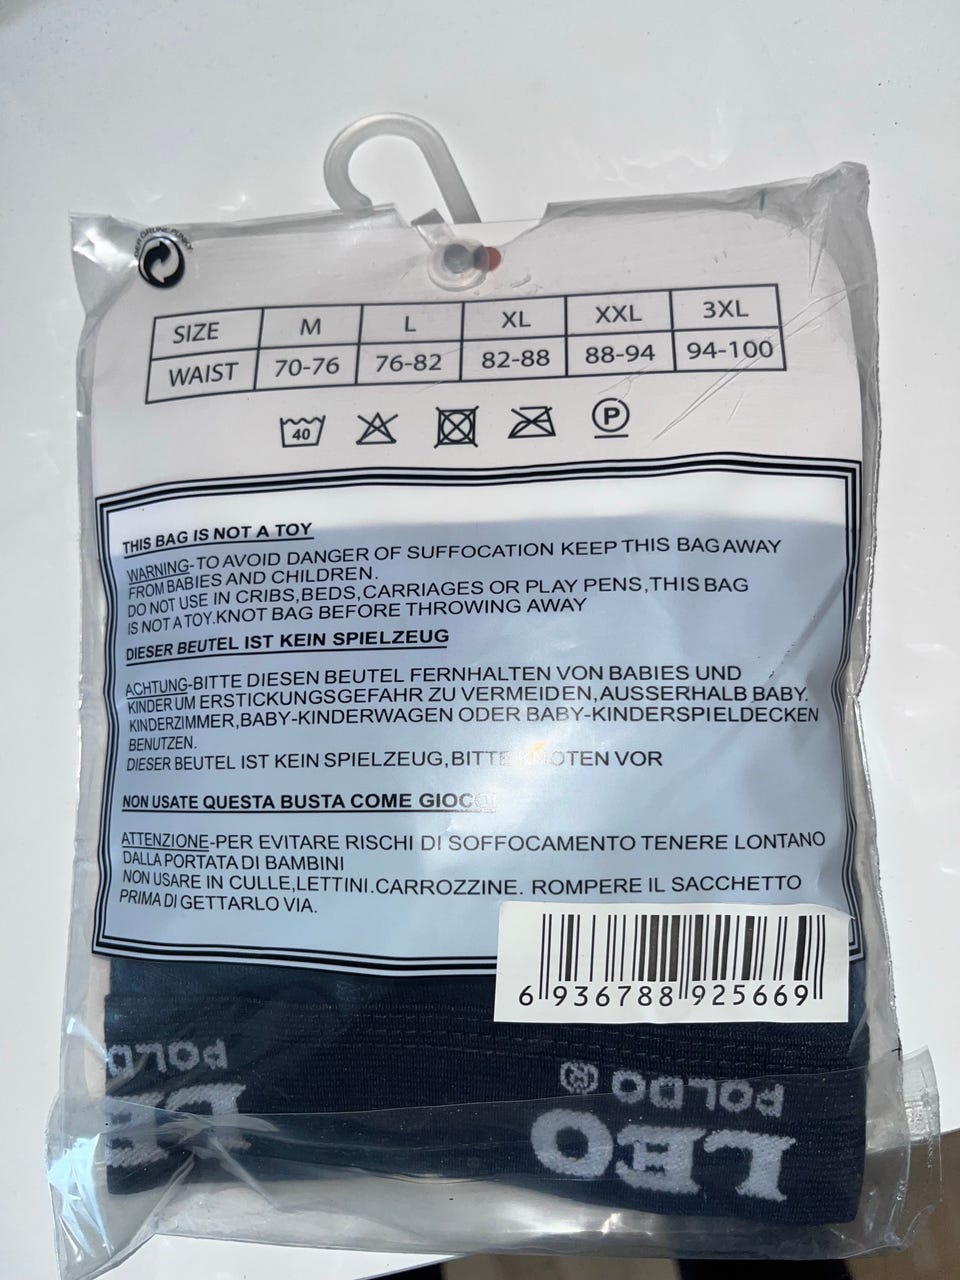 DER GRÜNE PUNKT
SIZE M L XL XXL 3XL
WAIST 70-76 76-82 82-88 88-94 94-100
40 P
THIS BAG IS NOT A TOY
WARNING-TO AVOID DANGER OF SUFFOCATION KEEP THIS BAG AWAY
FROM BABIES AND CHILDREN.
DO NOT USE IN CRIBS,BEDS,CARRIAGES OR PLAY PENS,THIS BAG
IS NOT A TOY.KNOT BAG BEFORE THROWING AWAY
DIESER BEUTEL IST KEIN SPIELZEUG
ACHTUNG-BITTE DIESEN BEUTEL FERNHALTEN VON BABIES UND
KINDER UM ERSTICKUNGSGEFAHR ZU VERMEIDEN,AUSSERHALB BABY.
KINDERZIMMER,BABY-KINDERWAGEN ODER BABY-KINDERSPIELDECKEN
BENUTZEN.
DIESER BEUTEL IST KEIN SPIELZEUG,BITTE KNOTEN VOR
NON USATE QUESTA BUSTA COME
ATTENZIONE-PER EVITARE RISCHI DI SOFFOCAMENTO TENERE LONTANO
DALLA PORTATA DI BAMBINI
NON USARE IN CULLE,LETTINI.CARROZZINE. ROMPERE IL SACCHETTO
PRIMA DI GETTARLO VIA.
6 936788 925669
LEO
POLDO
LEO
POLDO